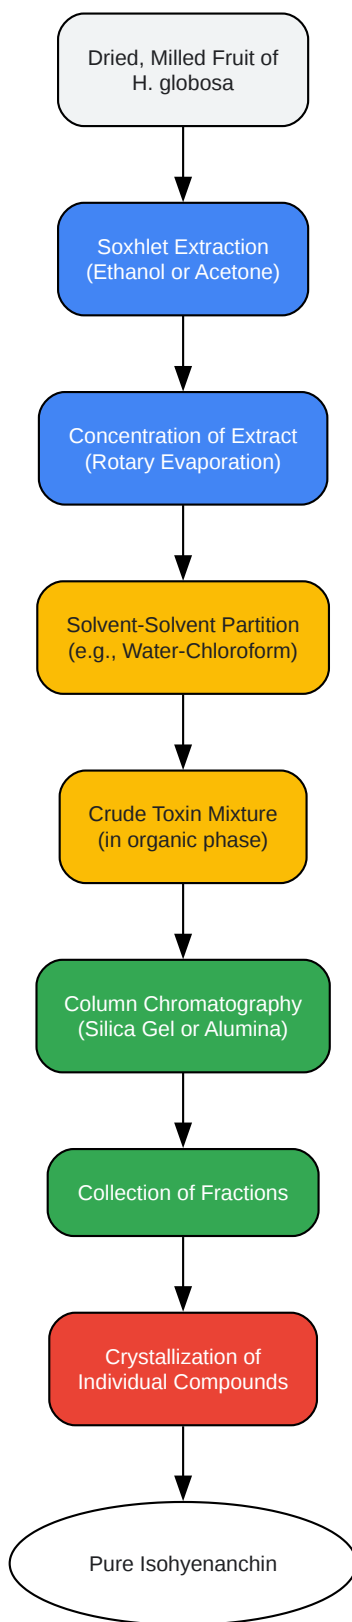 Dried, Milled Fruit of
H. globosa
Soxhlet Extraction
(Ethanol or Acetone)
Concentration of Extract
(Rotary Evaporation)
Solvent-Solvent Partition
(e.g., Water-Chloroform)
Crude Toxin Mixture
(in organic phase)
Column Chromatography
(Silica Gel or Alumina)
Collection of Fractions
Crystallization of
Individual Compounds
Pure Isohyenanchin